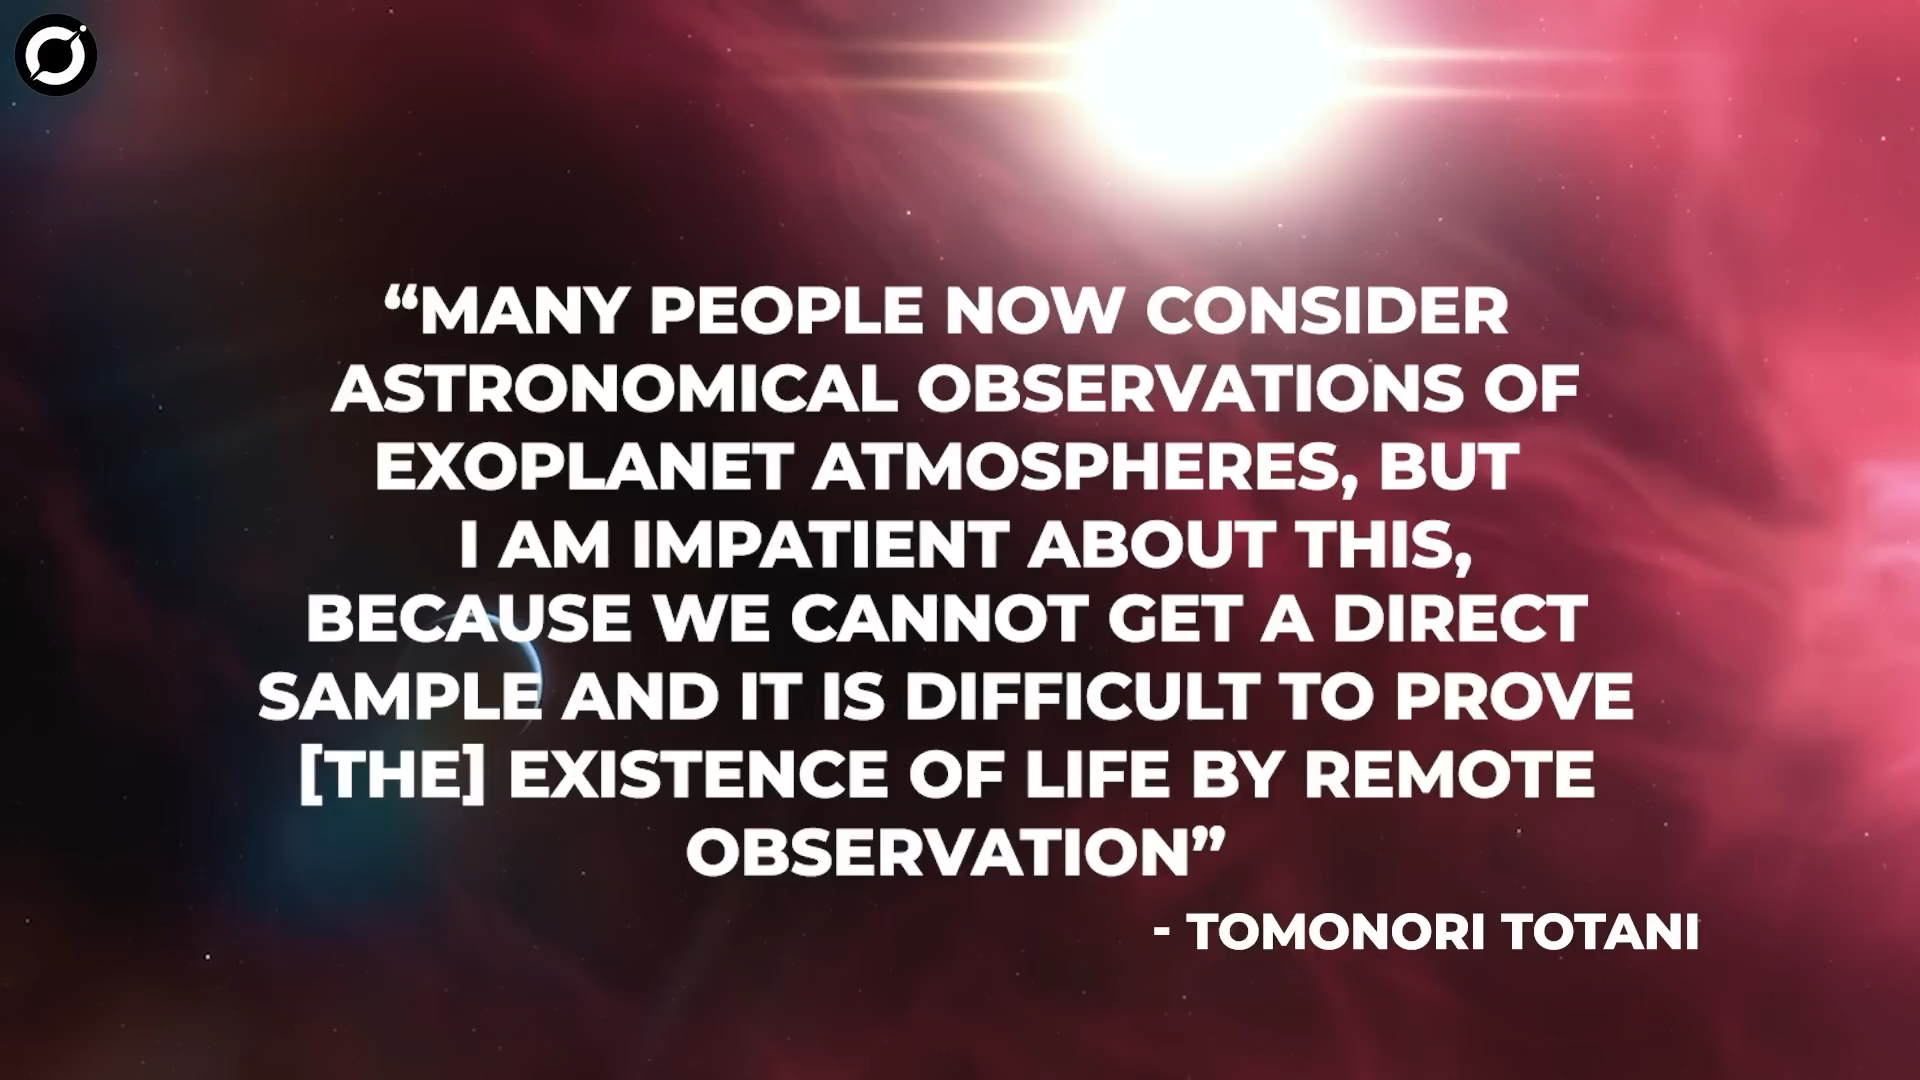 “MANY PEOPLE NOW CONSIDER
ASTRONOMICAL OBSERVATIONS OF
EXOPLANET ATMOSPHERES, BUT
I AM IMPATIENT ABOUT THIS,
BECAUSE WE CANNOT GET A DIRECT
SAMPLE AND IT IS DIFFICULT TO PROVE
[THE] EXISTENCE OF LIFE BY REMOTE
OBSERVATION”
- TOMONORI TOTANI